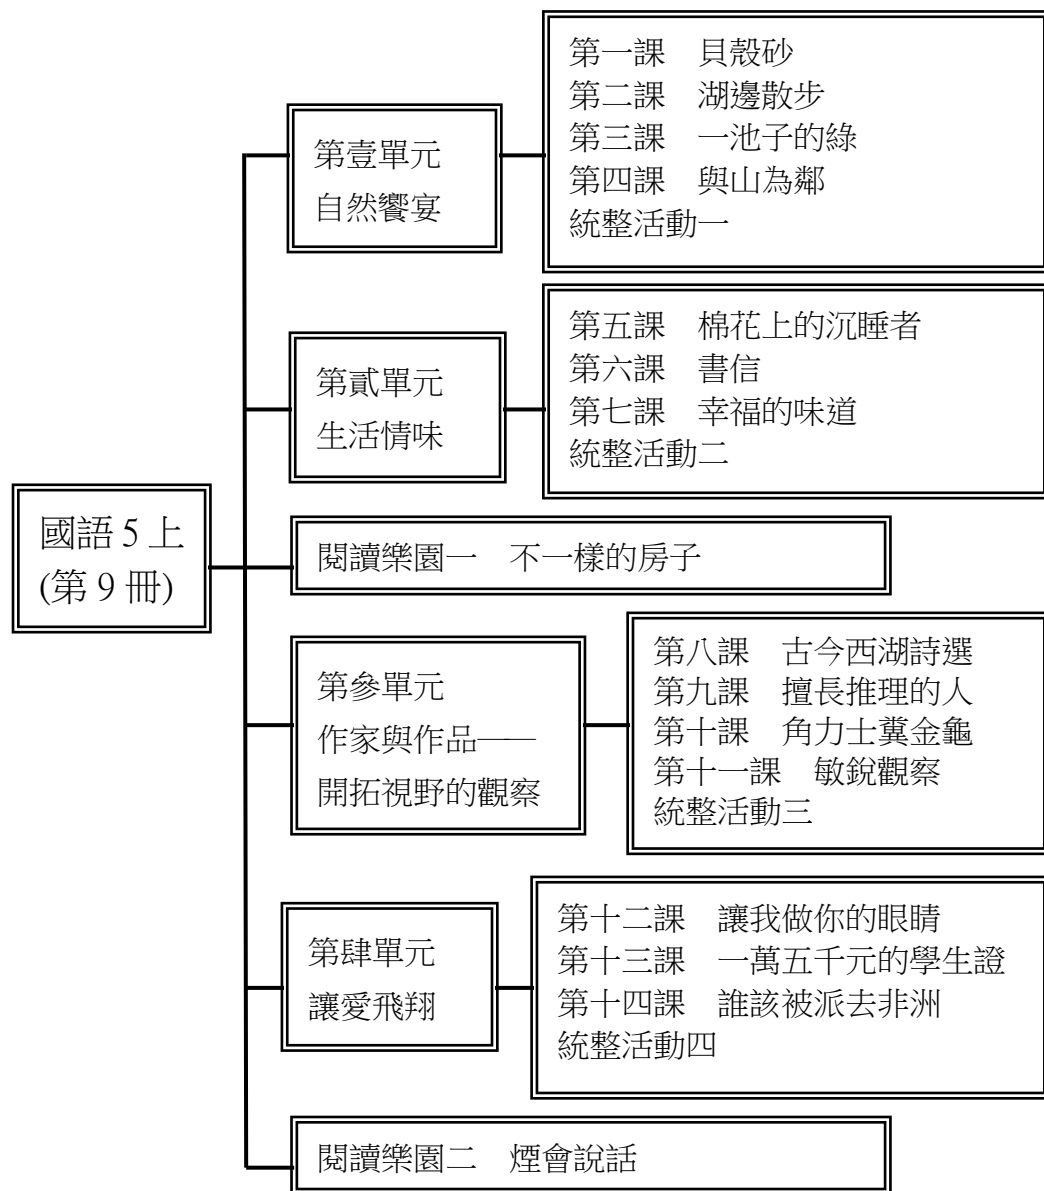 國語 5 上
(第 9 冊)
第壹單元
自然饗宴
第一課　貝殼砂
第二課　湖邊散步
第三課　一池子的綠
第四課　與山為鄰
統整活動一
第貳單元
生活情味
第五課　棉花上的沉睡者
第六課　書信
第七課　幸福的味道
統整活動二
閱讀樂園一　不一樣的房子
第參單元
作家與作品——
開拓視野的觀察
第八課　古今西湖詩選
第九課　擅長推理的人
第十課　角力士糞金龜
第十一課　敏銳觀察
統整活動三
第肆單元
讓愛飛翔
第十二課　讓我做你的眼睛
第十三課　一萬五千元的學生證
第十四課　誰該被派去非洲
統整活動四
閱讀樂園二　煙會說話